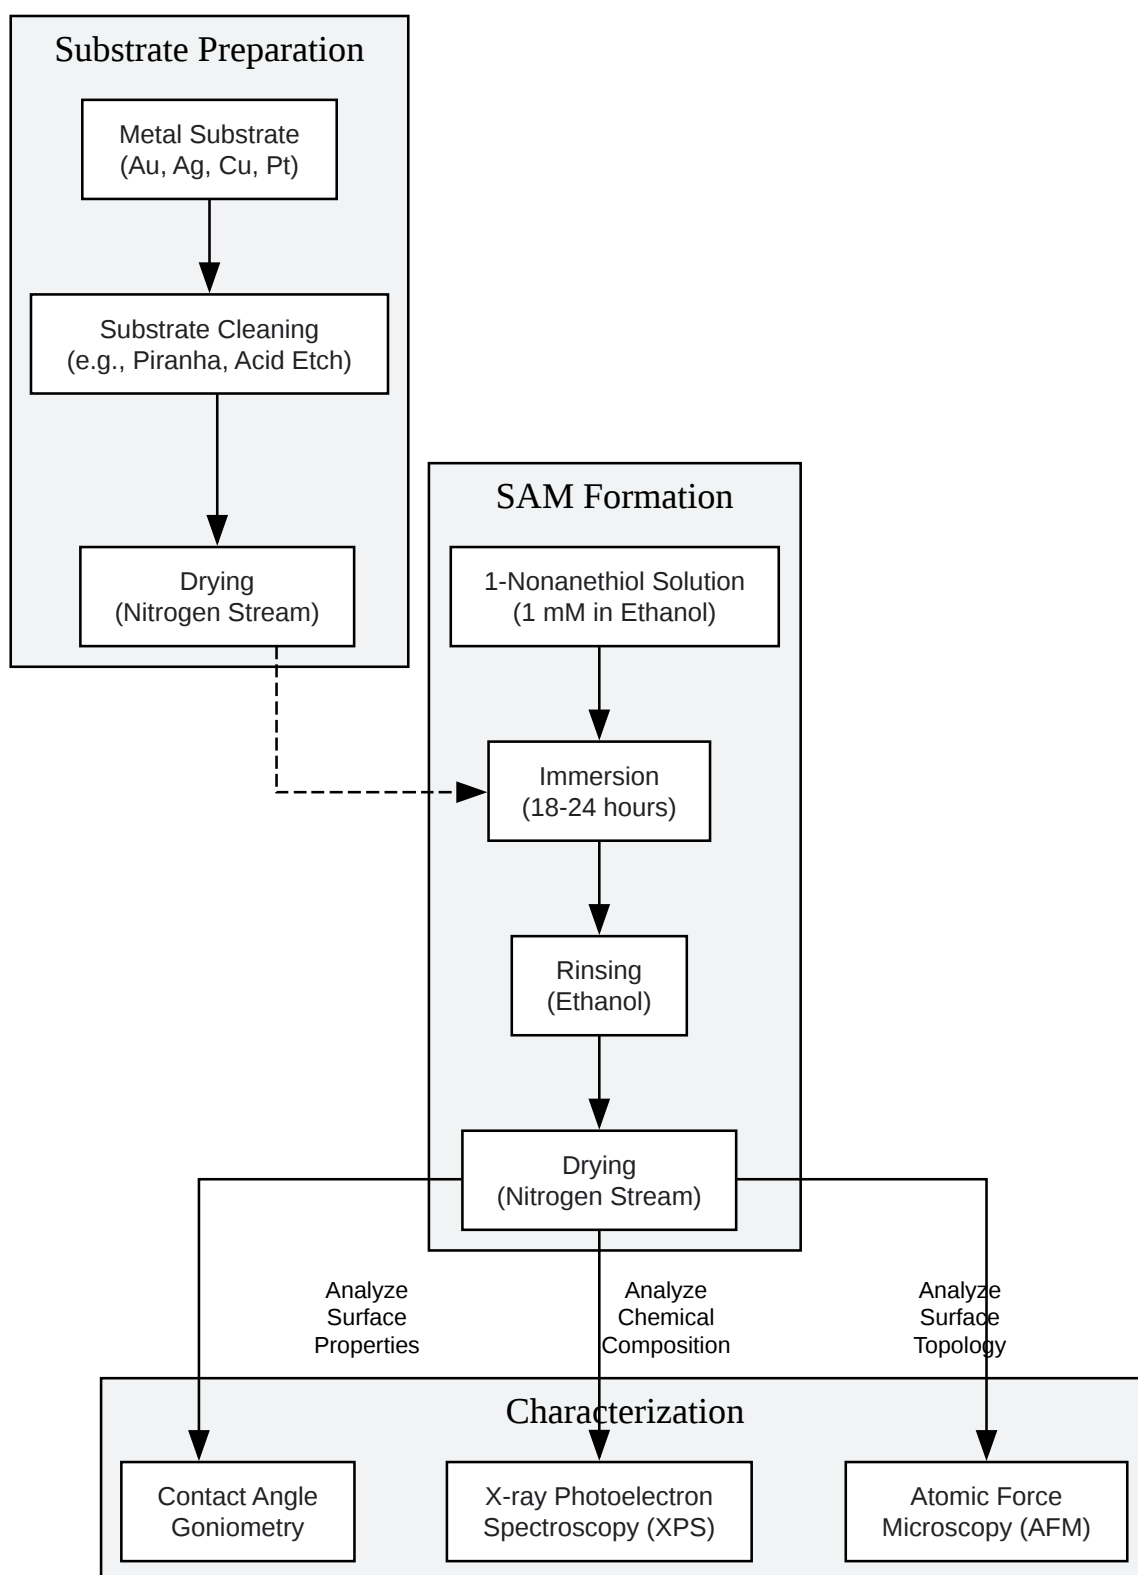 Substrate Preparation
Metal Substrate
(Au, Ag, Cu, Pt)
Substrate Cleaning
(e.g., Piranha, Acid Etch)
Drying
(Nitrogen Stream)
SAM Formation
1-Nonanethiol Solution
(1 mM in Ethanol)
Immersion
(18-24 hours)
Rinsing
(Ethanol)
Drying
(Nitrogen Stream)
Analyze
Surface
Properties
Analyze
Chemical
Composition
Analyze
Surface
Topology
Characterization
Contact Angle
Goniometry
X-ray Photoelectron
Spectroscopy (XPS)
Atomic Force
Microscopy (AFM)